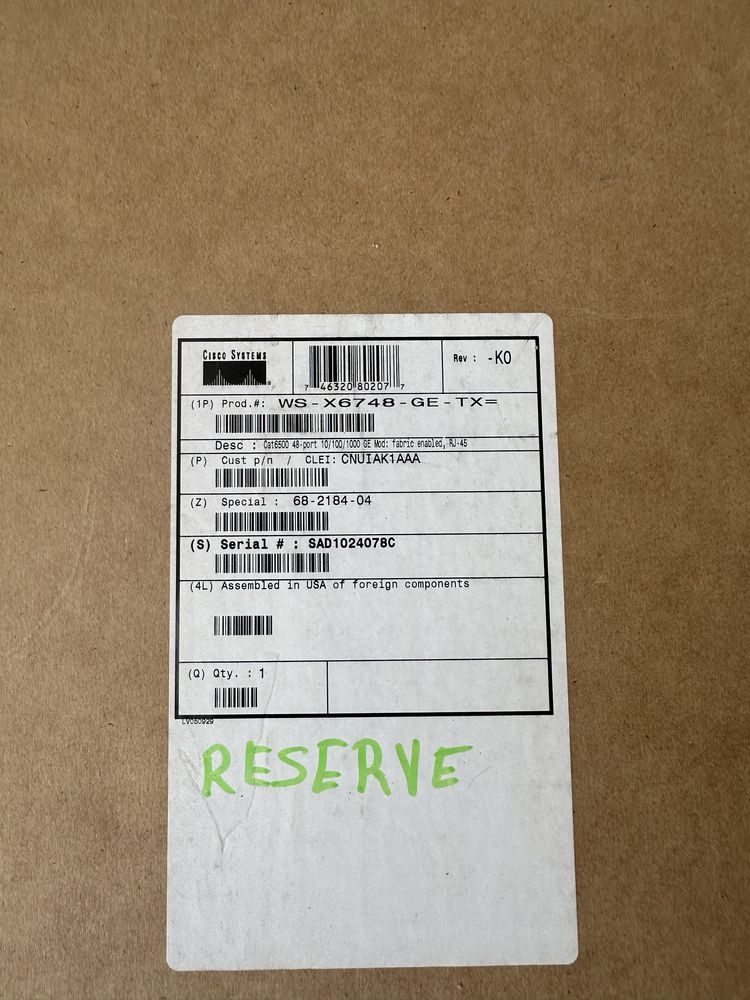 CISCO SYSTEMS
7 46320 80207 7
Rev : -K0
(1P) Prod.#: WS-X6748-GE-TX=
Desc : Cat6500 48-port 10/100/1000 GE Mod: fabric enabled, RJ-45
(P) Cust p/n / CLEI: CNUIAK1AAA
(Z) Special : 68-2184-04
(S) Serial # : SAD1024078C
(4L) Assembled in USA of foreign components
(Q) Qty. : 1
LV050929
RESERVE